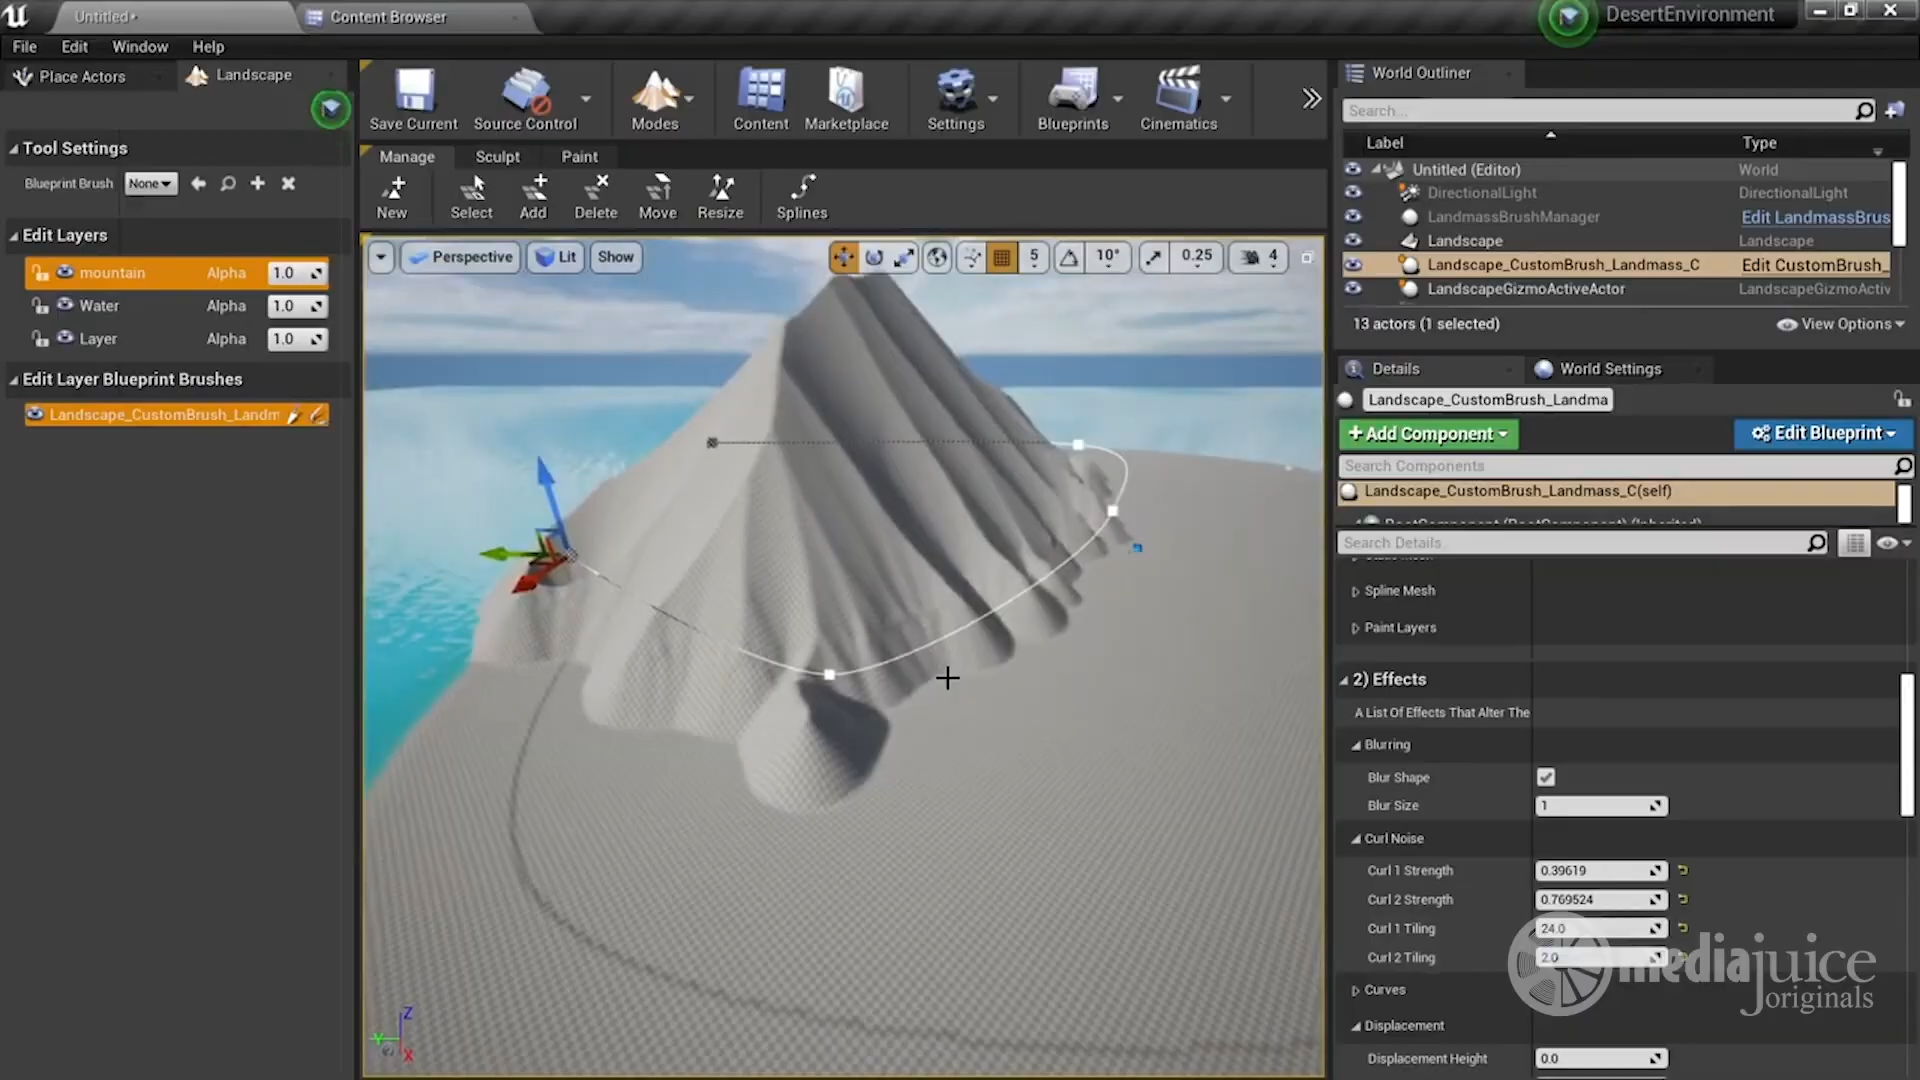 Untitled•
Content Browser
DesertEnvironment
File Edit Window Help
Place Actors
Landscape
Tool Settings
Blueprint Brush None
Edit Layers
mountain Alpha 1.0
Water Alpha 1.0
Layer Alpha 1.0
Edit Layer Blueprint Brushes
Landscape_CustomBrush_Landm
Save Current
Source Control
Modes
Content
Marketplace
Settings
Blueprints
Cinematics
Manage Sculpt Paint
New Select Add Delete Move Resize Splines
Perspective Lit Show 5 10° 0.25 4
Z
Y
X
World Outliner
Search...
Label Type
Untitled (Editor) World
DirectionalLight DirectionalLight
LandmassBrushManager Edit LandmassBrus
Landscape Landscape
Landscape_CustomBrush_Landmass_C Edit CustomBrush_
LandscapeGizmoActiveActor LandscapeGizmoActiv
13 actors (1 selected) View Options
Details World Settings
Landscape_CustomBrush_Landma
+Add Component Edit Blueprint
Search Components
Landscape_CustomBrush_Landmass_C(self)
Search Details
Spline Mesh
Paint Layers
2) Effects
A List Of Effects That Alter The
Blurring
Blur Shape
Blur Size 1
Curl Noise
Curl 1 Strength 0.39619
Curl 2 Strength 0.769524
Curl 1 Tiling 24.0
Curl 2 Tiling 2.0
Curves
Displacement
Displacement Height 0.0
mediajuice
originals